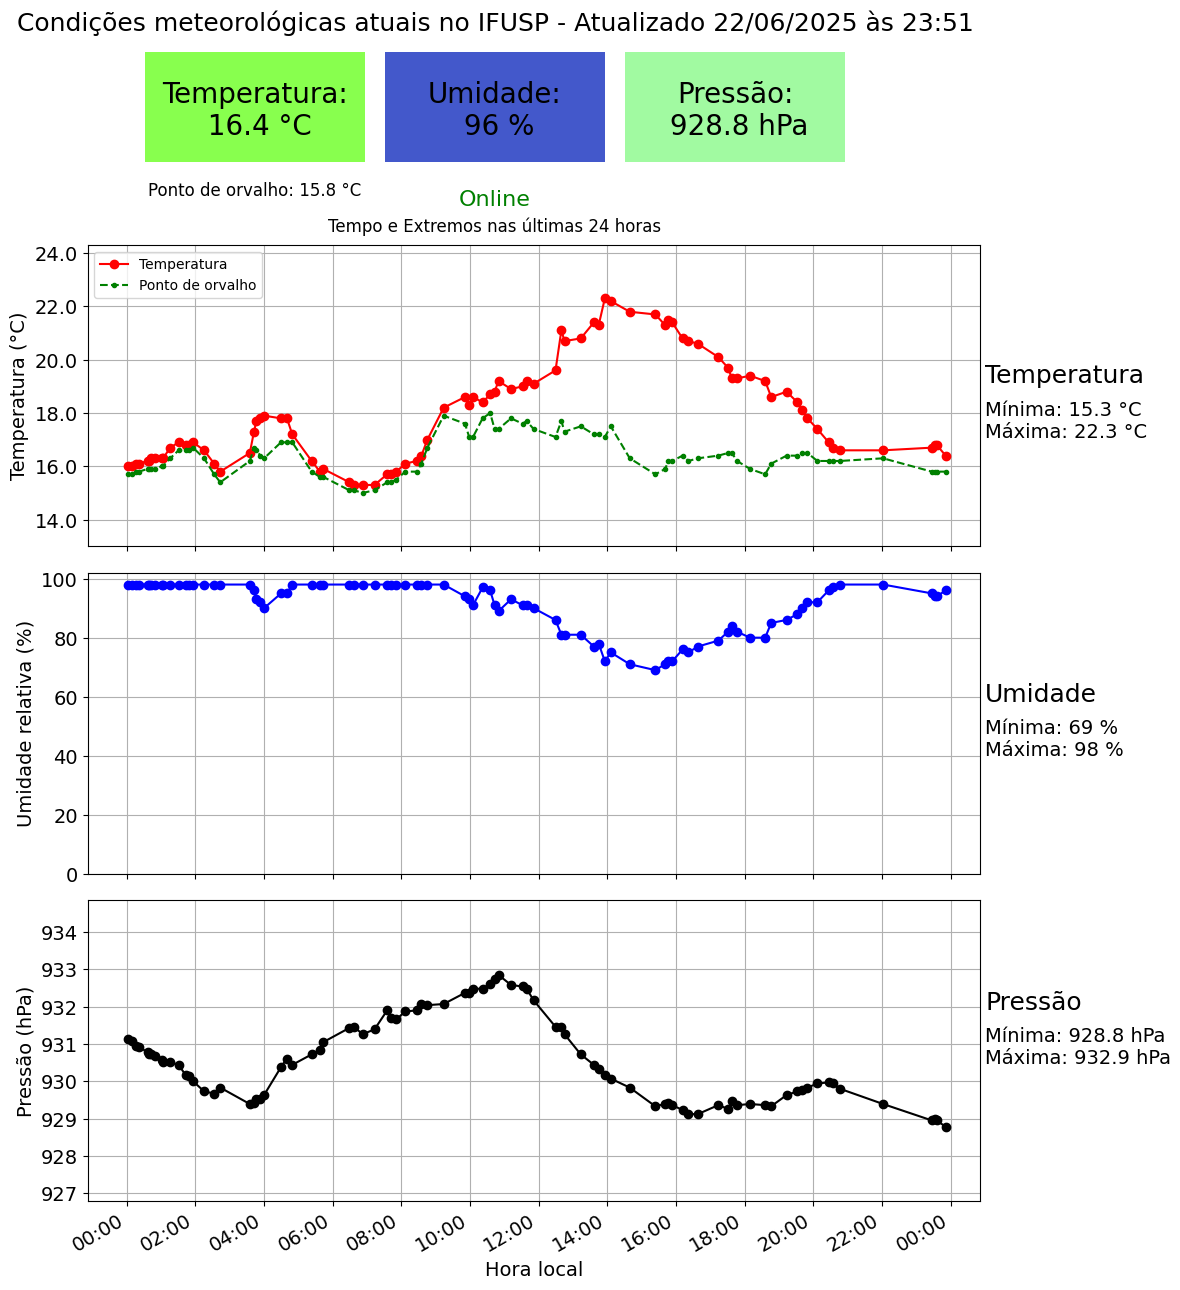 Condições meteorológicas atuais no IFUSP - Atualizado 22/06/2025 às 23:51
Temperatura:
16.4 °C
Umidade:
96 %
Pressão:
928.8 hPa
Ponto de orvalho: 15.8 °C
Online
Tempo e Extremos nas últimas 24 horas
Temperatura
Ponto de orvalho
24.0
22.0
20.0
18.0
16.0
14.0
Temperatura (°C)
Temperatura
Mínima: 15.3 °C
Máxima: 22.3 °C
100
80
60
40
20
0
Umidade relativa (%)
Umidade
Mínima: 69 %
Máxima: 98 %
934
933
932
931
930
929
928
927
Pressão (hPa)
Pressão
Mínima: 928.8 hPa
Máxima: 932.9 hPa
00:00 02:00 04:00 06:00 08:00 10:00 12:00 14:00 16:00 18:00 20:00 22:00 00:00
Hora local